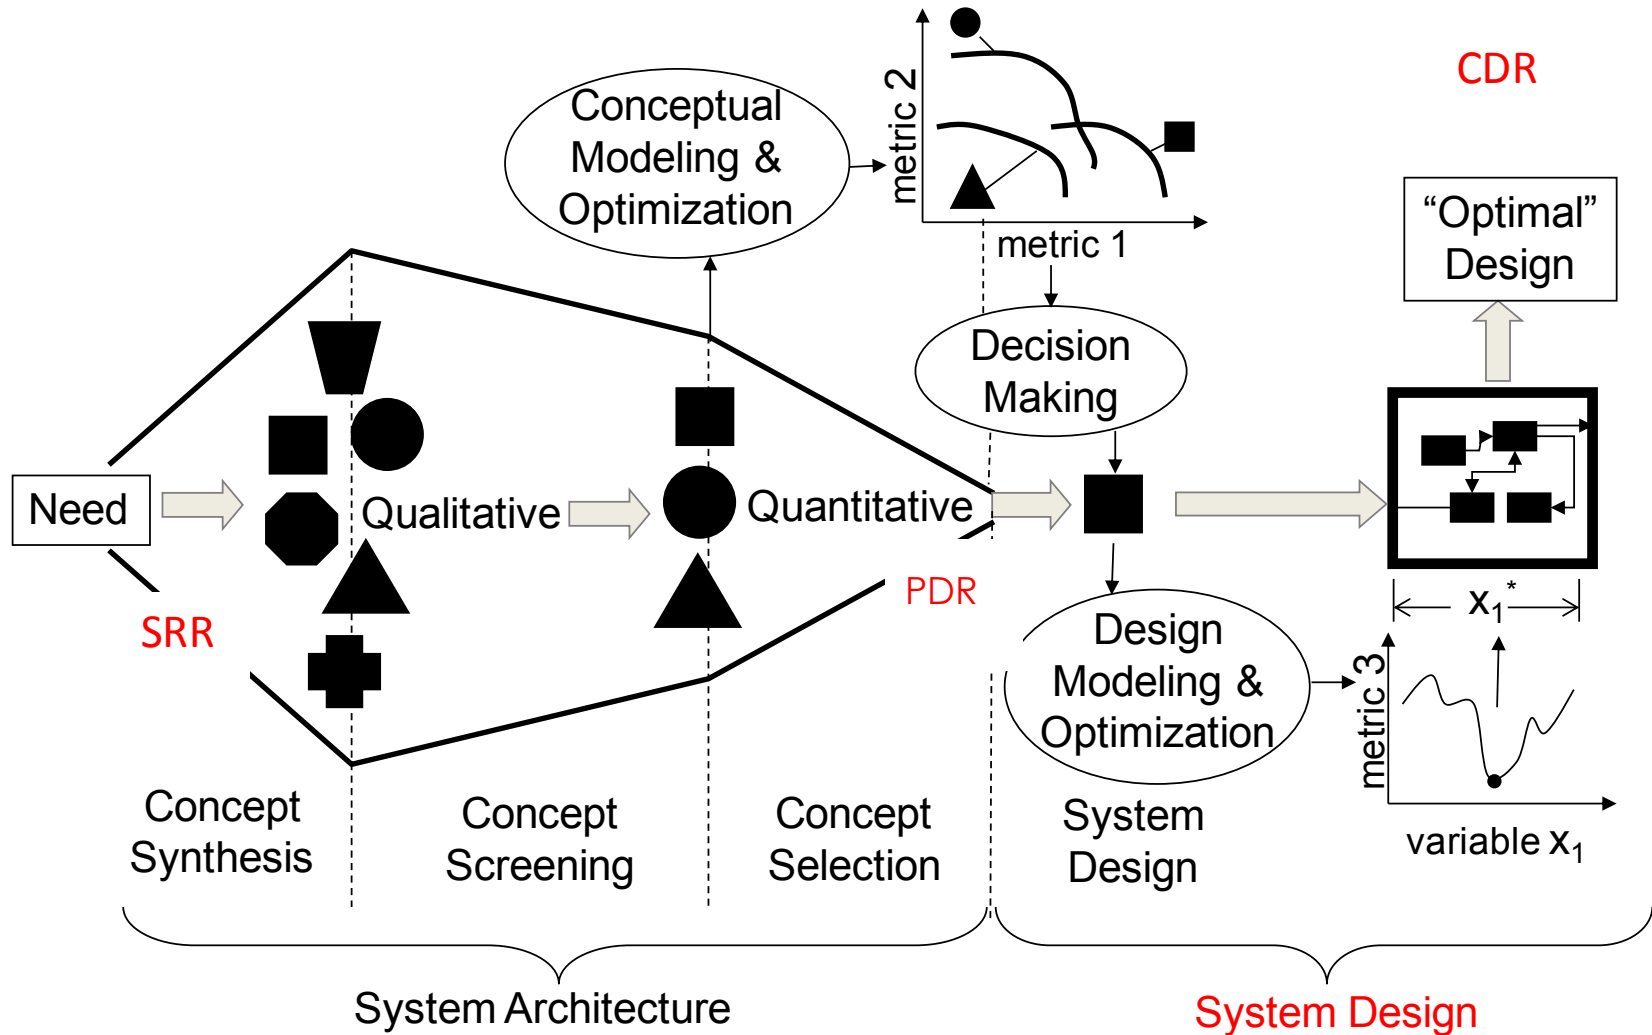 CDR
Conceptual
Modeling &
Optimization
metric 2
metric 1
"Optimal"
Design
Decision
Making
Need
Qualitative
Quantitative
SRR
PDR
Design
Modeling &
Optimization
x₁*
metric 3
variable x₁
Concept
Synthesis
Concept
Screening
Concept
Selection
System
Design
System Architecture
System Design